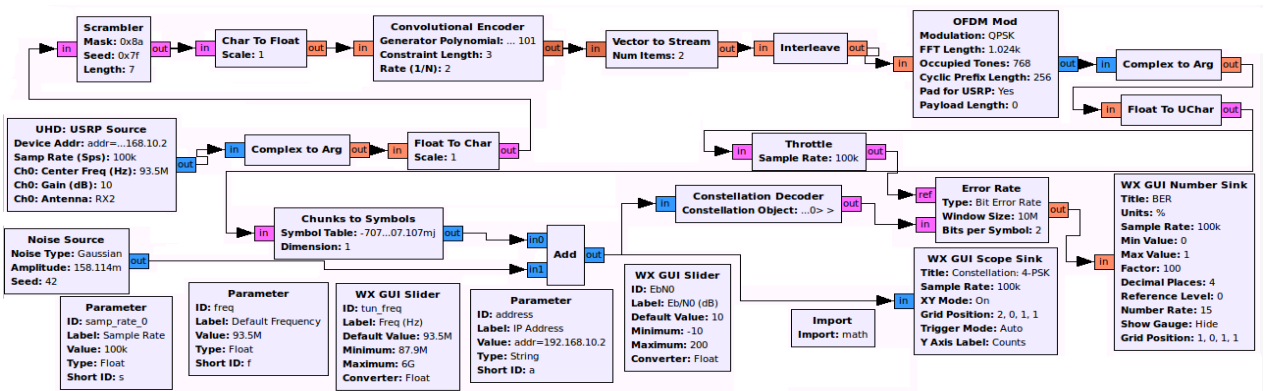 Scrambler
Mask: 0x8a
Seed: 0x7f
Length: 7
in
out
Char To Float
Scale: 1
in
out
Convolutional Encoder
Generator Polynomial: ... 101
Constraint Length: 3
Rate (1/N): 2
in
out
Vector to Stream
Num Items: 2
in
out
Interleave
in
out
OFDM Mod
Modulation: QPSK
FFT Length: 1.024k
Occupied Tones: 768
Cyclic Prefix Length: 256
Pad for USRP: Yes
Payload Length: 0
in
out
Complex to Arg
in
out
Float To UChar
in
out
UHD: USRP Source
Device Addr: addr=...168.10.2
Samp Rate (Sps): 100k
Ch0: Center Freq (Hz): 93.5M
Ch0: Gain (dB): 10
Ch0: Antenna: RX2
out
Complex to Arg
in
out
Float To Char
Scale: 1
in
out
Throttle
Sample Rate: 100k
in
out
Constellation Decoder
Constellation Object: ...0> >
in
out
Error Rate
Type: Bit Error Rate
Window Size: 10M
Bits per Symbol: 2
ref
in
out
WX GUI Number Sink
Title: BER
Units: %
Sample Rate: 100k
Min Value: 0
Max Value: 1
Factor: 100
Decimal Places: 4
Reference Level: 0
Number Rate: 15
Show Gauge: Hide
Grid Position: 1, 0, 1, 1
in
Chunks to Symbols
Symbol Table: -707...07.107mj
Dimension: 1
in
out
Noise Source
Noise Type: Gaussian
Amplitude: 158.114m
Seed: 42
out
Add
in0
in1
out
WX GUI Scope Sink
Title: Constellation: 4-PSK
Sample Rate: 100k
XY Mode: On
Grid Position: 2, 0, 1, 1
Trigger Mode: Auto
Y Axis Label: Counts
in
Parameter
ID: samp_rate_0
Label: Sample Rate
Value: 100k
Type: Float
Short ID: s
Parameter
ID: freq
Label: Default Frequency
Value: 93.5M
Type: Float
Short ID: f
WX GUI Slider
ID: tun_freq
Label: Freq (Hz)
Default Value: 93.5M
Minimum: 87.9M
Maximum: 6G
Converter: Float
Parameter
ID: address
Label: IP Address
Value: addr=192.168.10.2
Type: String
Short ID: a
WX GUI Slider
ID: EbN0
Label: Eb/N0 (dB)
Default Value: 10
Minimum: -10
Maximum: 200
Converter: Float
Import
Import: math